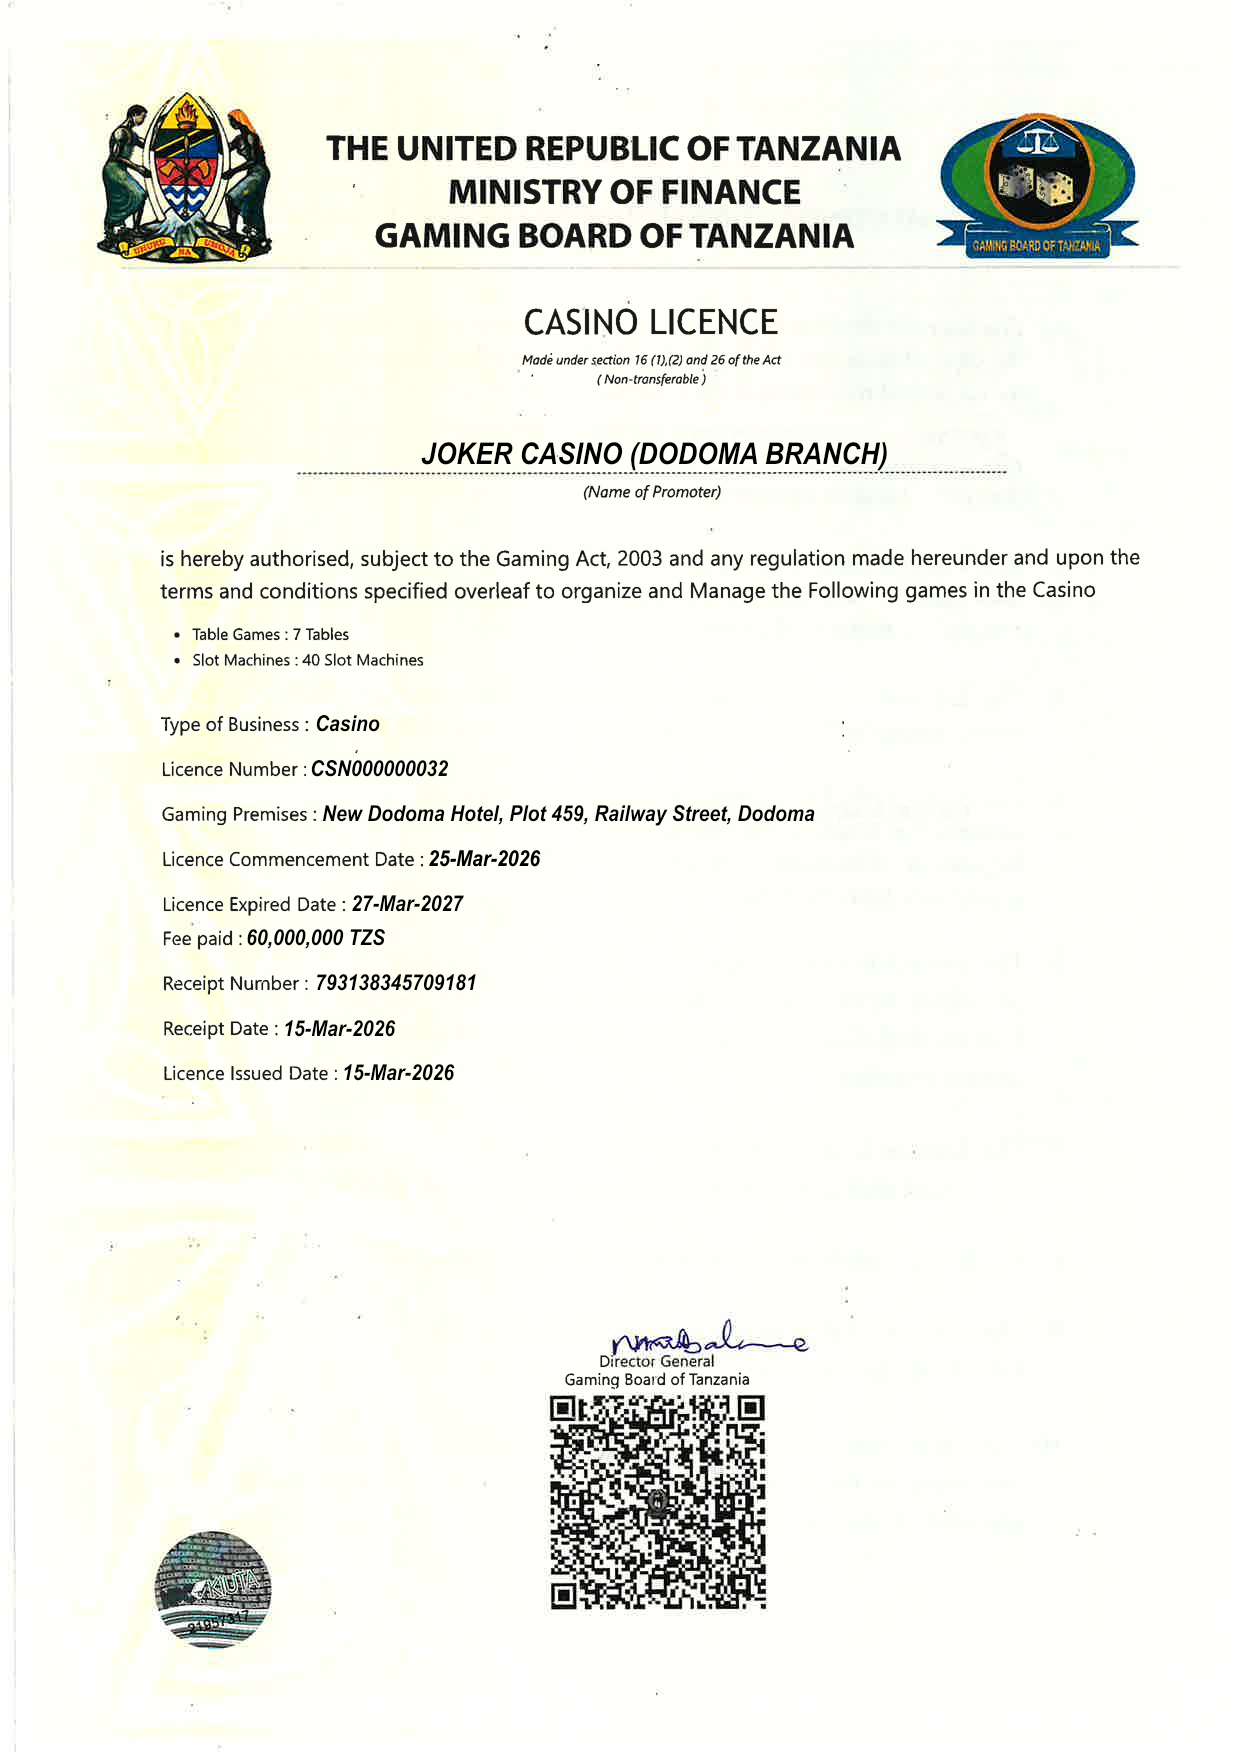 THE UNITED REPUBLIC OF TANZANIA
MINISTRY OF FINANCE
GAMING BOARD OF TANZANIA
UHURU NA UMOJA
GAMING BOARD OF TANZANIA
CASINO LICENCE
Made under section 16 (1),(2) and 26 of the Act
( Non-transferable )
JOKER CASINO (DODOMA BRANCH)
(Name of Promoter)
is hereby authorised, subject to the Gaming Act, 2003 and any regulation made hereunder and upon the
terms and conditions specified overleaf to organize and Manage the Following games in the Casino
• Table Games : 7 Tables
• Slot Machines : 40 Slot Machines
Type of Business : Casino
Licence Number : CSN000000032
Gaming Premises : New Dodoma Hotel, Plot 459, Railway Street, Dodoma
Licence Commencement Date : 25-Mar-2026
Licence Expired Date : 27-Mar-2027
Fee paid : 60,000,000 TZS
Receipt Number : 793138345709181
Receipt Date : 15-Mar-2026
Licence Issued Date : 15-Mar-2026
Director General
Gaming Board of Tanzania
KIUTA
21957317